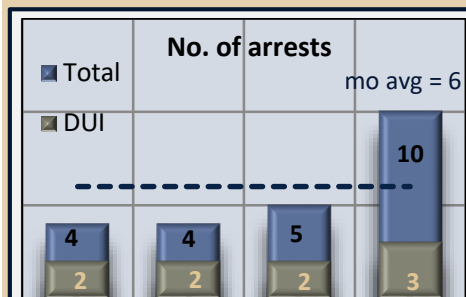 No. of arrests
Total
mo avg = 6
DUI
10
4 4 5
2 2 2 3